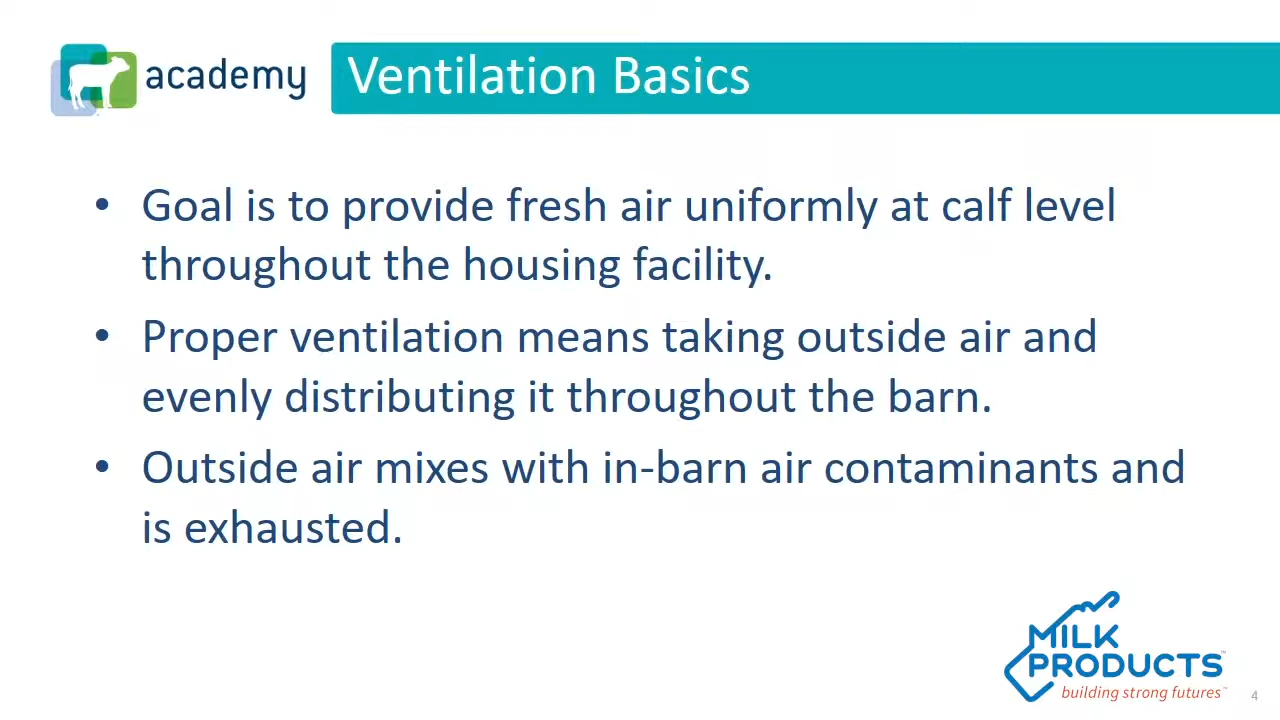 academy
Ventilation Basics
• Goal is to provide fresh air uniformly at calf level
throughout the housing facility.
• Proper ventilation means taking outside air and
evenly distributing it throughout the barn.
• Outside air mixes with in-barn air contaminants and
is exhausted.
MILK
PRODUCTS™
building strong futures™
4